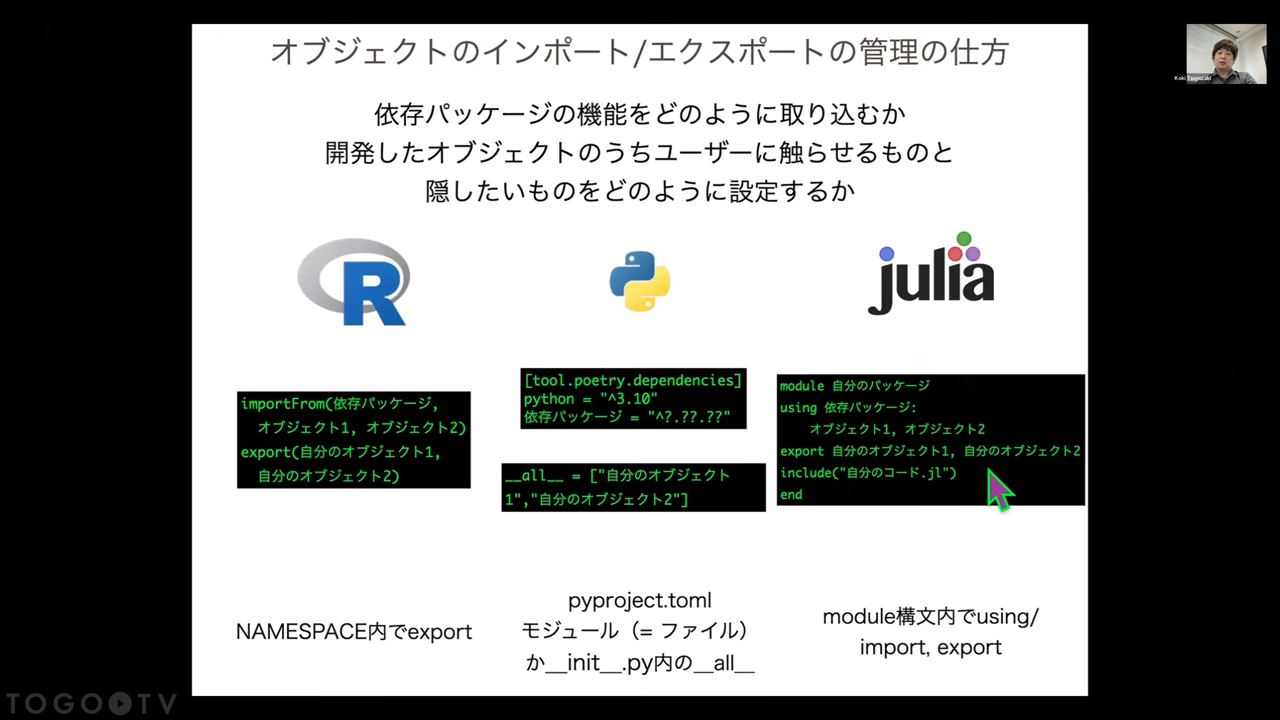 オブジェクトのインポート/エクスポートの管理の仕方
Koki Tsuyuzaki
依存パッケージの機能をどのように取り込むか
開発したオブジェクトのうちユーザーに触らせるものと
隠したいものをどのように設定するか
R
julia
importFrom(依存パッケージ,
オブジェクト1, オブジェクト2)
export(自分のオブジェクト1,
自分のオブジェクト2)
[tool.poetry.dependencies]
python = "^3.10"
依存パッケージ = "^?.??.??"
__all__ = ["自分のオブジェクト
1","自分のオブジェクト2"]
module 自分のパッケージ
using 依存パッケージ:
オブジェクト1, オブジェクト2
export 自分のオブジェクト1, 自分のオブジェクト2
include("自分のコード.jl")
end
NAMESPACE内でexport
pyproject.toml
モジュール（= ファイル）
か__init__.py内の__all__
module構文内でusing/
import, export
TOGOTV